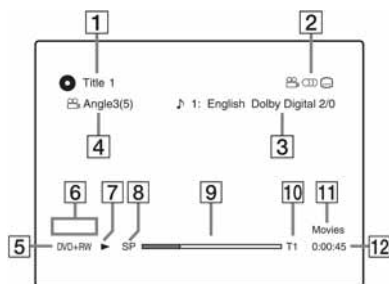 1 2
Title 1
Angle3(5) 1: English Dolby Digital 2/0
4 3
6 7 8 9 10 11
Movies
5 DVD+RW SP T1 0:00:45 12